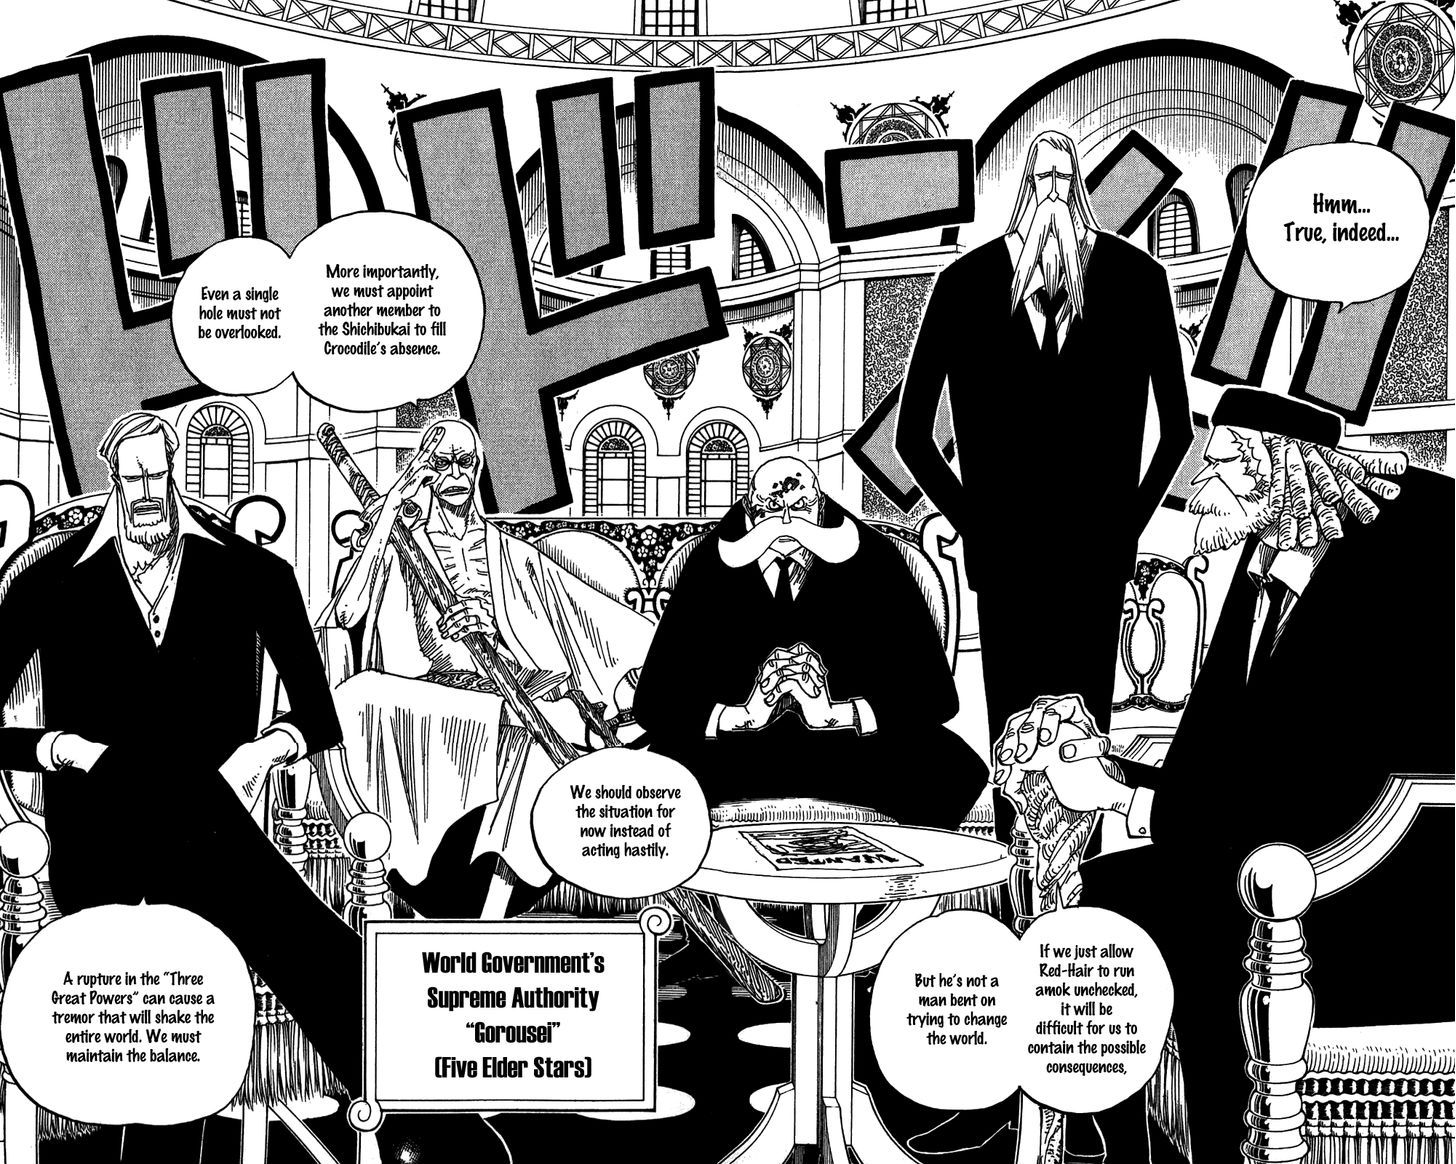 ドドーン!!
Hmm...
True, indeed...
If we just allow
Red-Hair to run
amok unchecked,
it will be
difficult for us to
contain the possible
consequences,
But he's not a
man bent on
trying to change
the world.
We should observe
the situation for
now instead of
acting hastily.
WANTED
More importantly,
we must appoint
another member to
the Shichibukai to fill
Crocodile's absence.
Even a single
hole must not
be overlooked.
A rupture in the "Three
Great Powers" can cause a
tremor that will shake the
entire world. We must
maintain the balance.
World Government's
Supreme Authority
"Gorousei"
(Five Elder Stars)